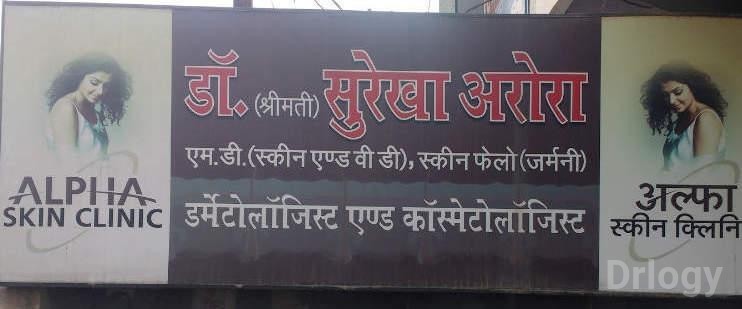 ALPHA
SKIN CLINIC
डॉ. (श्रीमती) सुरेखा अरोरा
एम.डी.(स्कीन एण्ड वी डी), स्कीन फेलो (जर्मनी)
डर्मेटोलॉजिस्ट एण्ड कॉस्मेटोलॉजिस्ट
अल्फा
स्कीन क्लिनि
Drlogy